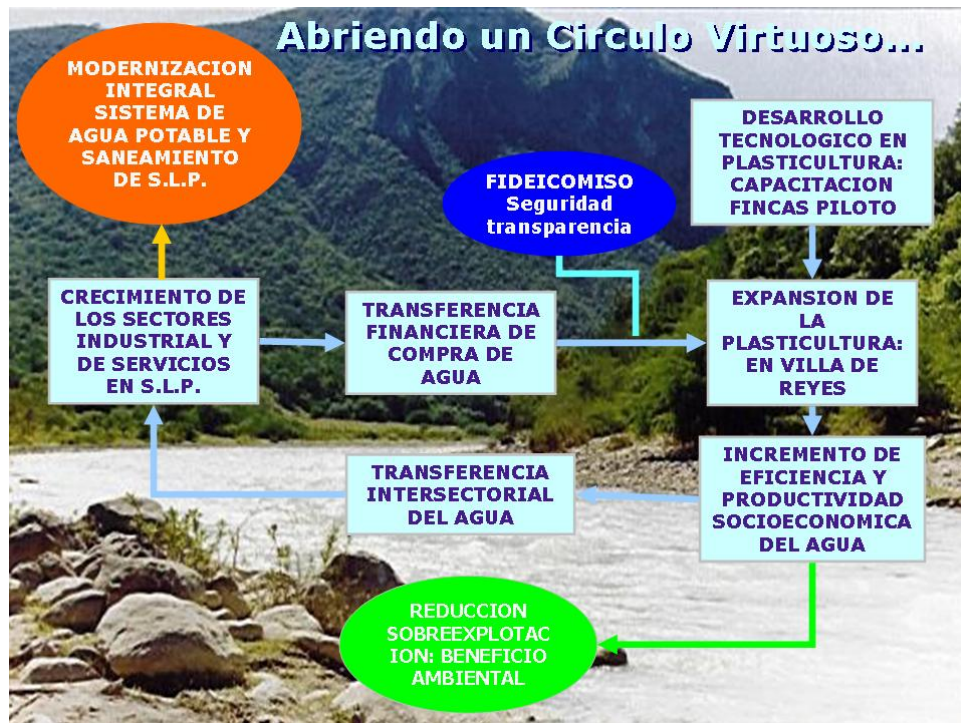 Abriendo un Circulo Virtuoso...
MODERNIZACION
INTEGRAL
SISTEMA DE
AGUA POTABLE Y
SANEAMIENTO
DE S.L.P.
DESARROLLO
TECNOLOGICO EN
PLASTICULTURA:
CAPACITACION
FINCAS PILOTO
FIDEICOMISO
Seguridad
transparencia
CRECIMIENTO DE
LOS SECTORES
INDUSTRIAL Y
DE SERVICIOS
EN S.L.P.
TRANSFERENCIA
FINANCIERA DE
COMPRA DE
AGUA
EXPANSION DE
LA
PLASTICULTURA:
EN VILLA DE
REYES
TRANSFERENCIA
INTERSECTORIAL
DEL AGUA
INCREMENTO DE
EFICIENCIA Y
PRODUCTIVIDAD
SOCIOECONOMICA
DEL AGUA
REDUCCION
SOBREEXPLOTAC
ION: BENEFICIO
AMBIENTAL